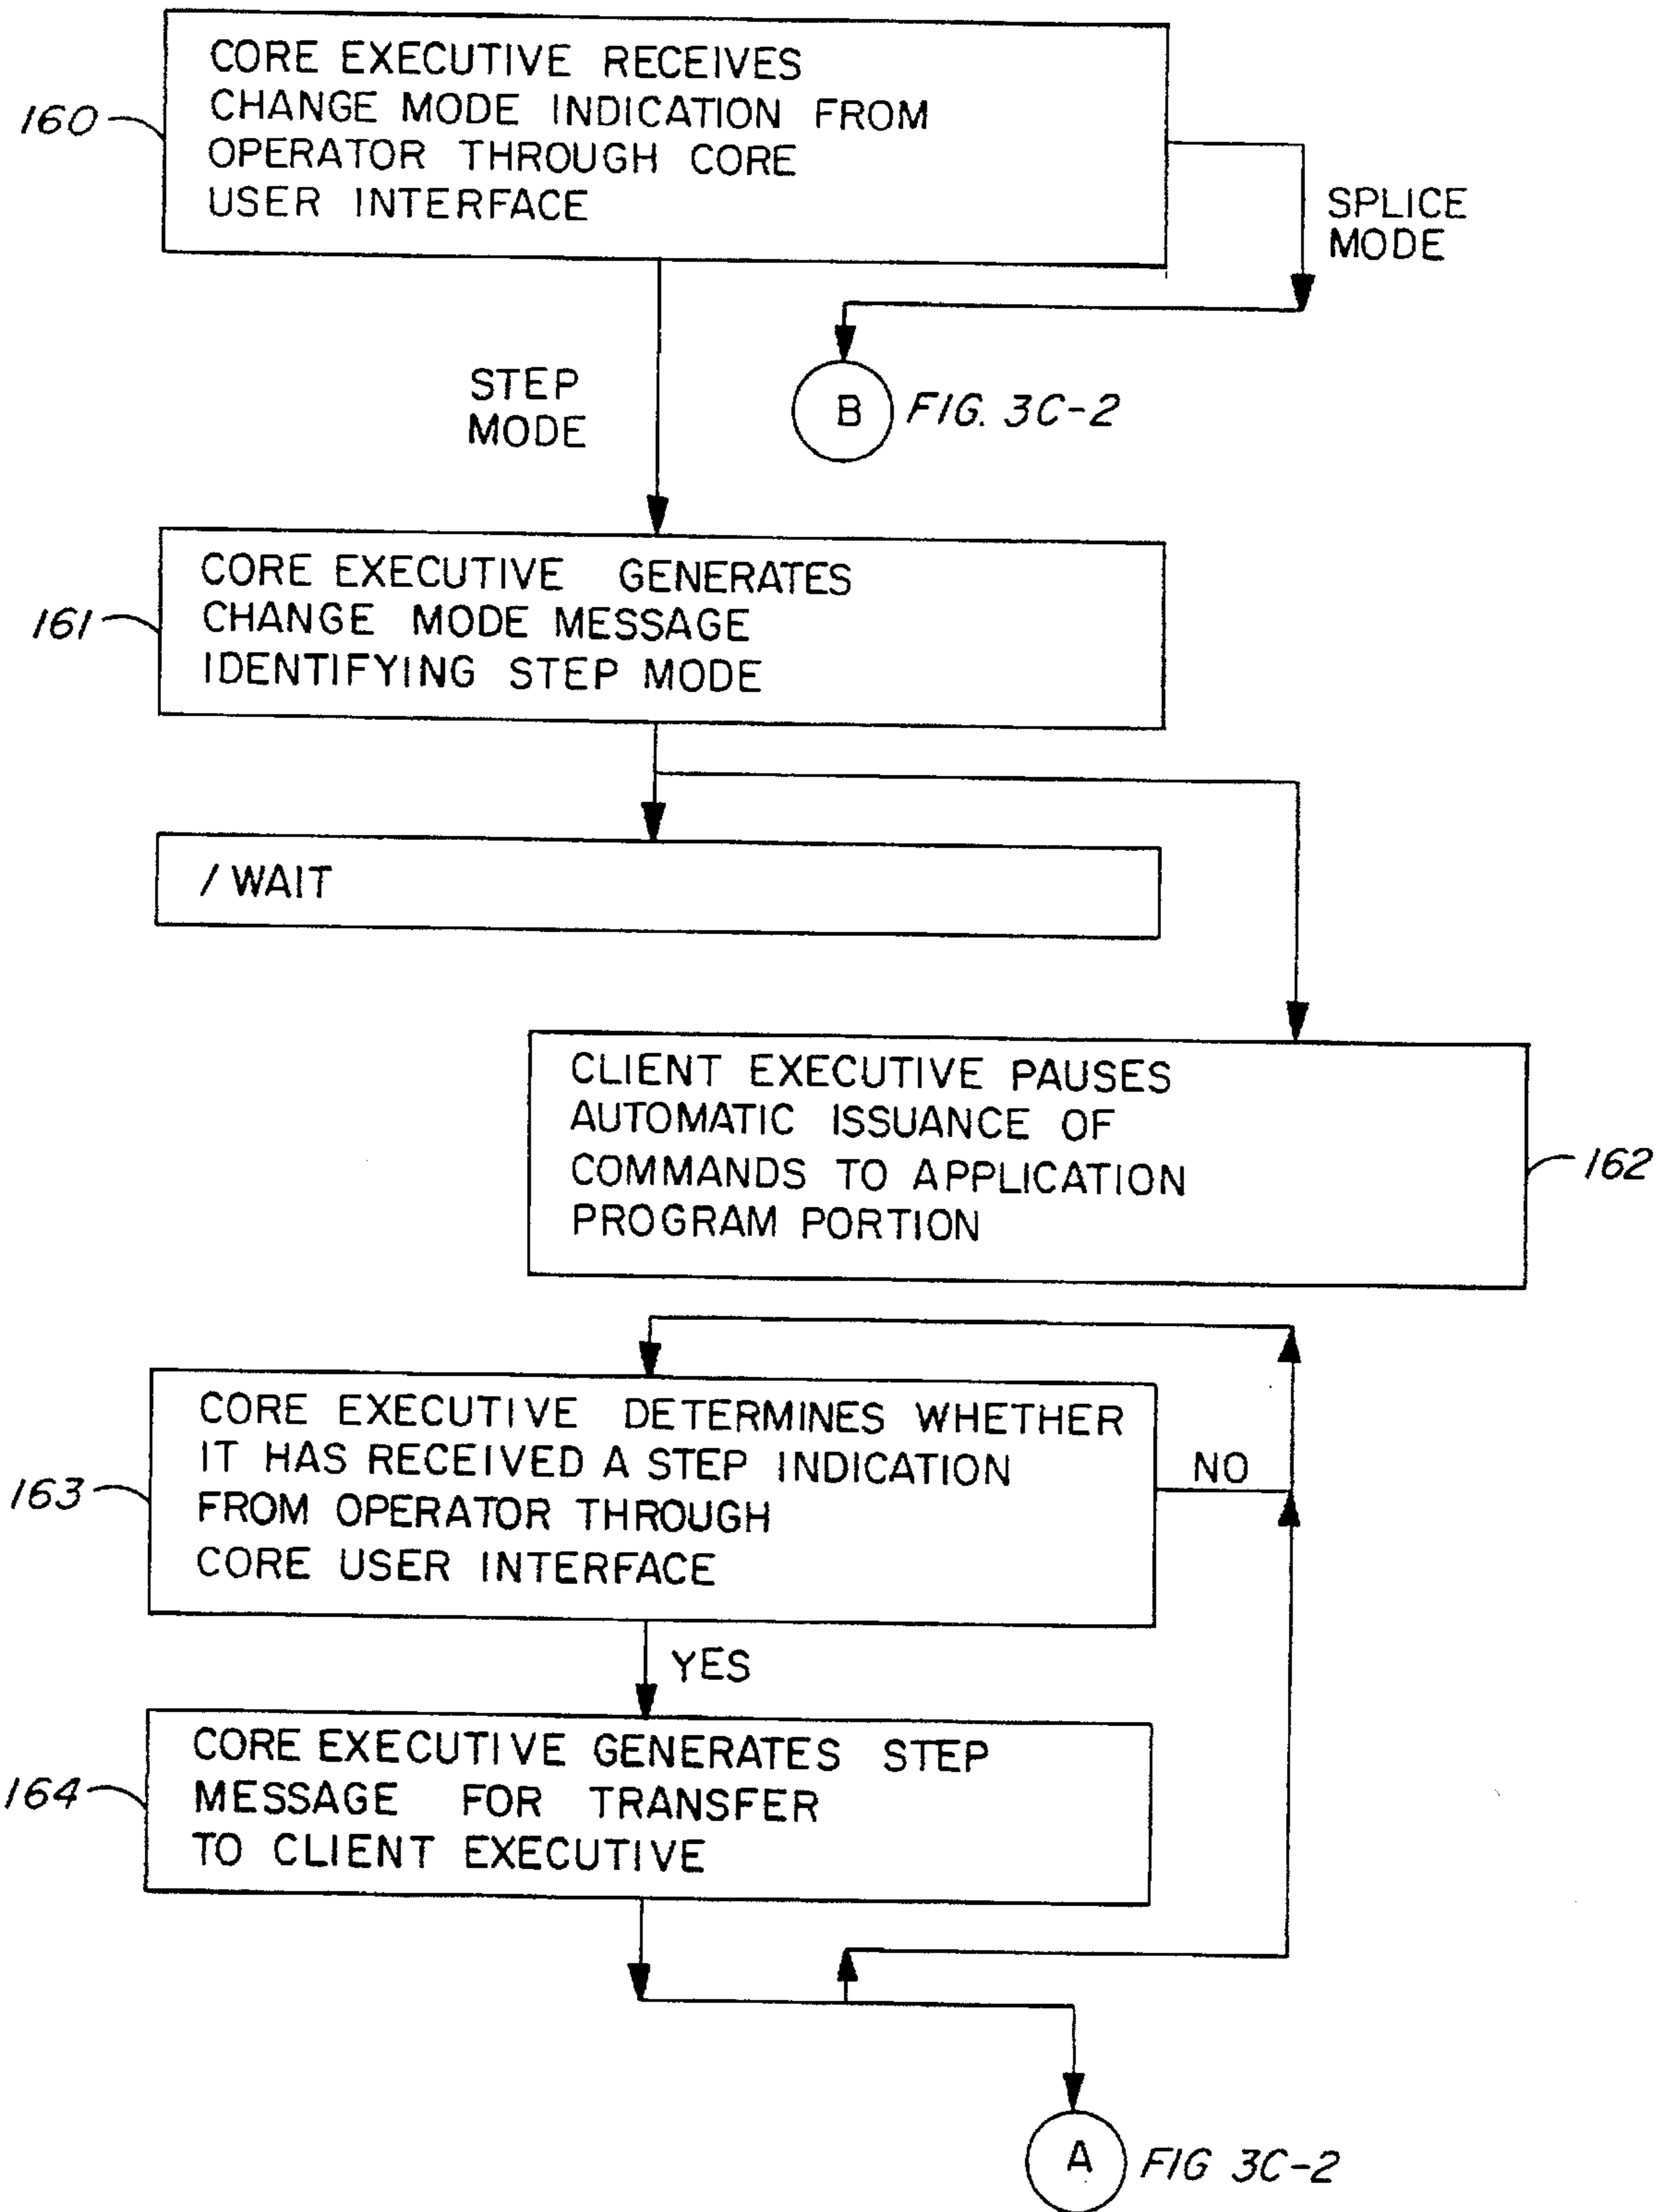 CORE EXECUTIVE RECEIVES
CHANGE MODE INDICATION FROM
OPERATOR THROUGH CORE
USER INTERFACE
160
SPLICE
MODE
STEP
MODE
B FIG. 3C-2
CORE EXECUTIVE GENERATES
CHANGE MODE MESSAGE
IDENTIFYING STEP MODE
161
/ WAIT
CLIENT EXECUTIVE PAUSES
AUTOMATIC ISSUANCE OF
COMMANDS TO APPLICATION
PROGRAM PORTION
162
CORE EXECUTIVE DETERMINES WHETHER
IT HAS RECEIVED A STEP INDICATION
FROM OPERATOR THROUGH
CORE USER INTERFACE
163
NO
YES
CORE EXECUTIVE GENERATES STEP
MESSAGE FOR TRANSFER
TO CLIENT EXECUTIVE
164
A FIG 3C-2